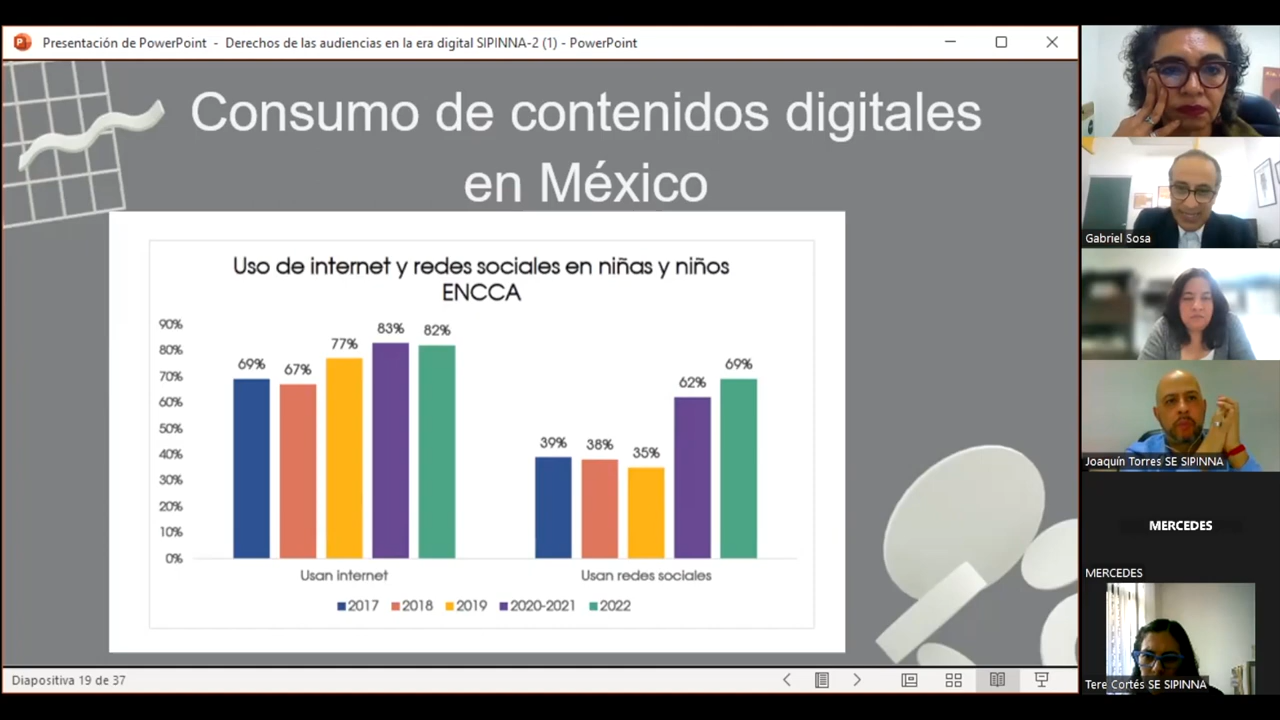 Presentación de PowerPoint - Derechos de las audiencias en la era digital SIPINNA-2 (1) - PowerPoint
Consumo de contenidos digitales
en México
Uso de internet y redes sociales en niñas y niños
ENCCA
90%
80%
70%
60%
50%
40%
30%
20%
10%
0%
69%
67%
77%
83%
82%
39%
38%
35%
62%
69%
Usan internet
Usan redes sociales
2017
2018
2019
2020-2021
2022
Diapositiva 19 de 37
Gabriel Sosa
Joaquín Torres SE SIPINNA
MERCEDES
MERCEDES
Tere Cortés SE SIPINNA